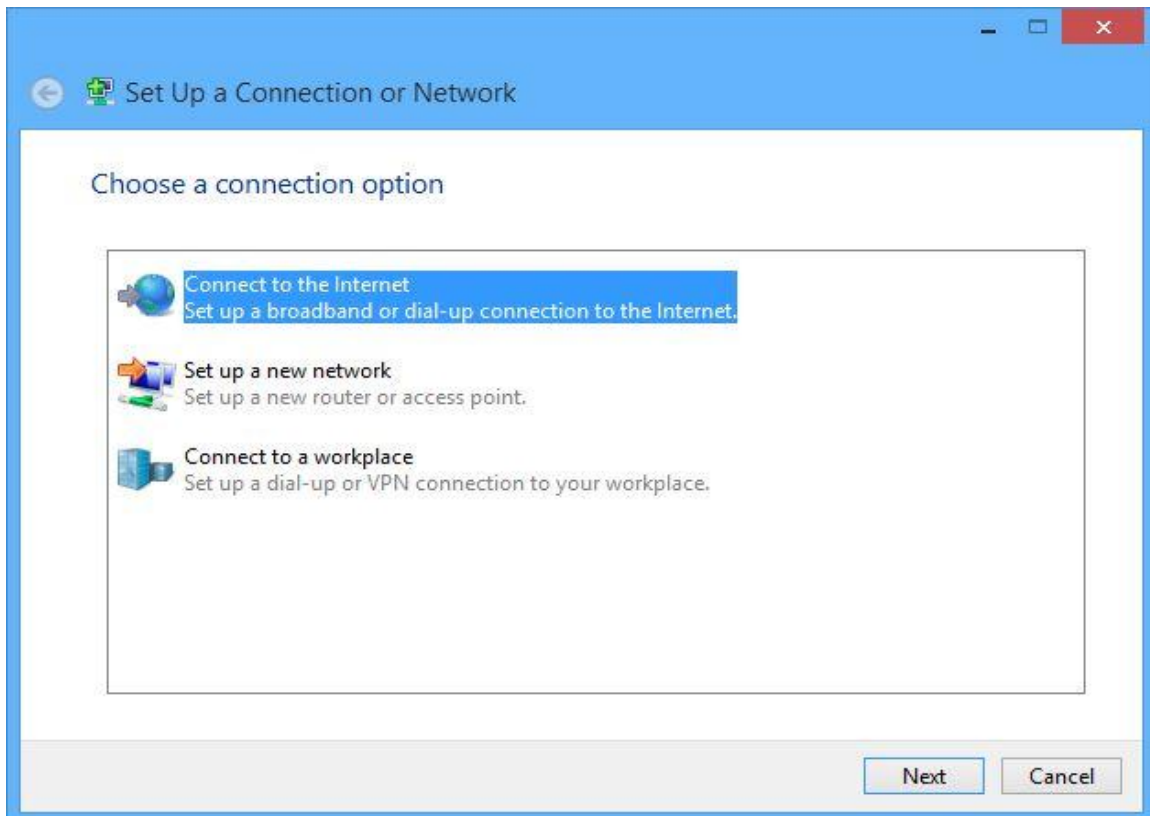 Set Up a Connection or Network
Choose a connection option
Connect to the Internet
Set up a broadband or dial-up connection to the Internet.
Set up a new network
Set up a new router or access point.
Connect to a workplace
Set up a dial-up or VPN connection to your workplace.
Next
Cancel